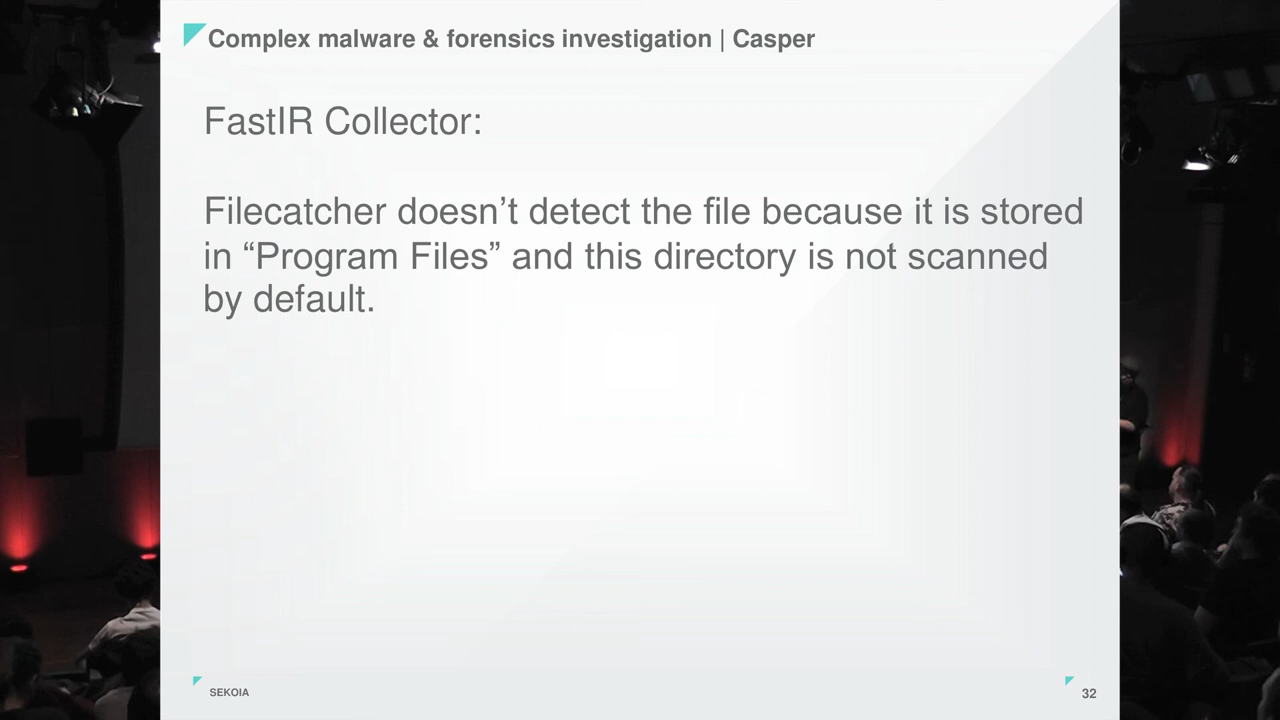 Complex malware & forensics investigation | Casper
FastIR Collector:
Filecatcher doesn’t detect the file because it is stored
in “Program Files” and this directory is not scanned
by default.
SEKOIA
32